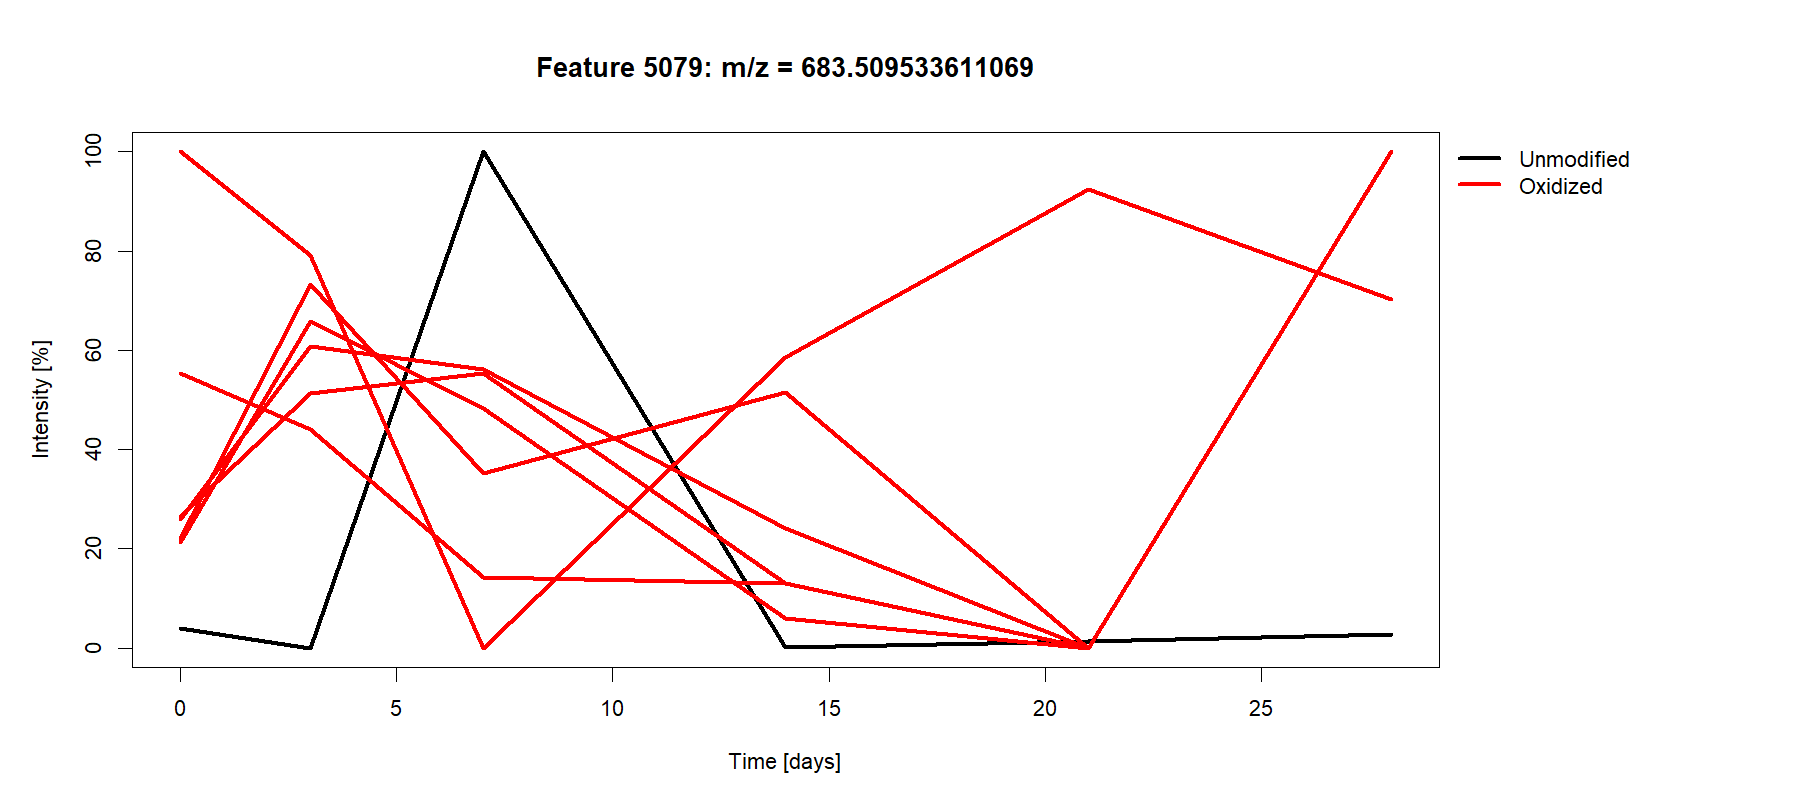 Feature 5079: m/z = 683.509533611069
Unmodified
Oxidized
Intensity [%]
100
80
60
40
20
0
0 5 10 15 20 25
Time [days]